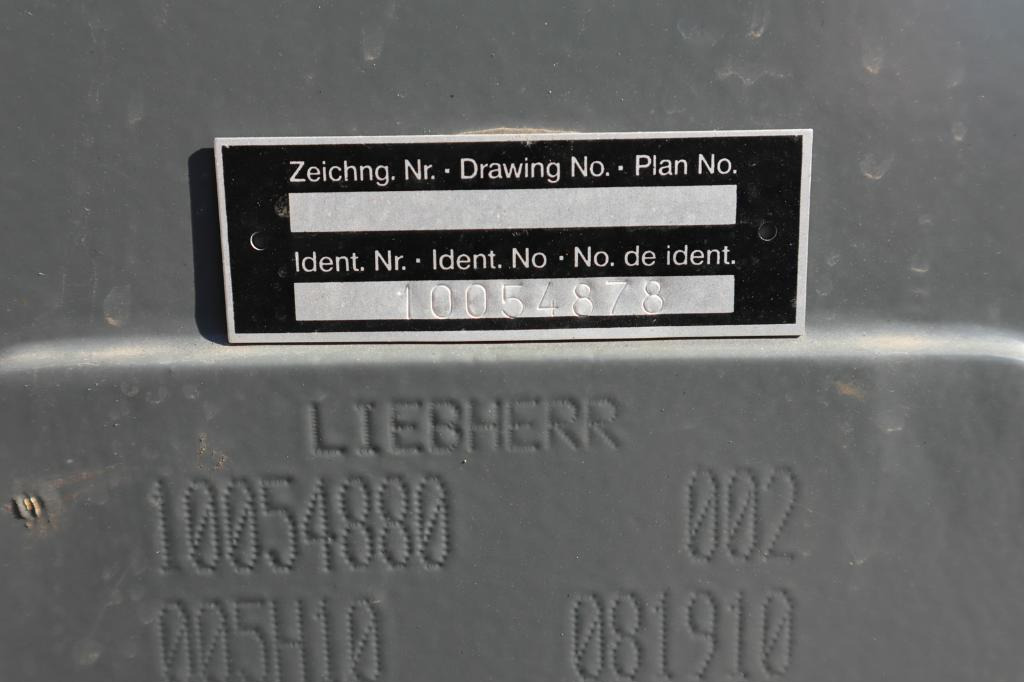 Zeichng. Nr. · Drawing No. · Plan No.
Ident. Nr. · Ident. No · No. de ident.
10054878
LIEBHERR
10054880 002
005H10 081910